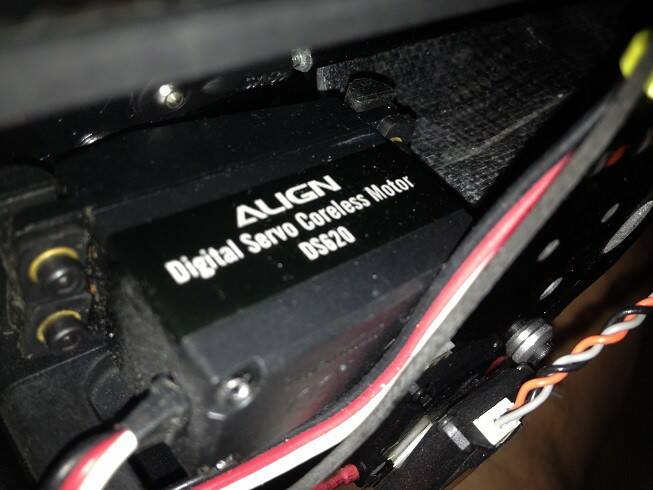 ALIGN
Digital Servo Coreless Motor
DS620